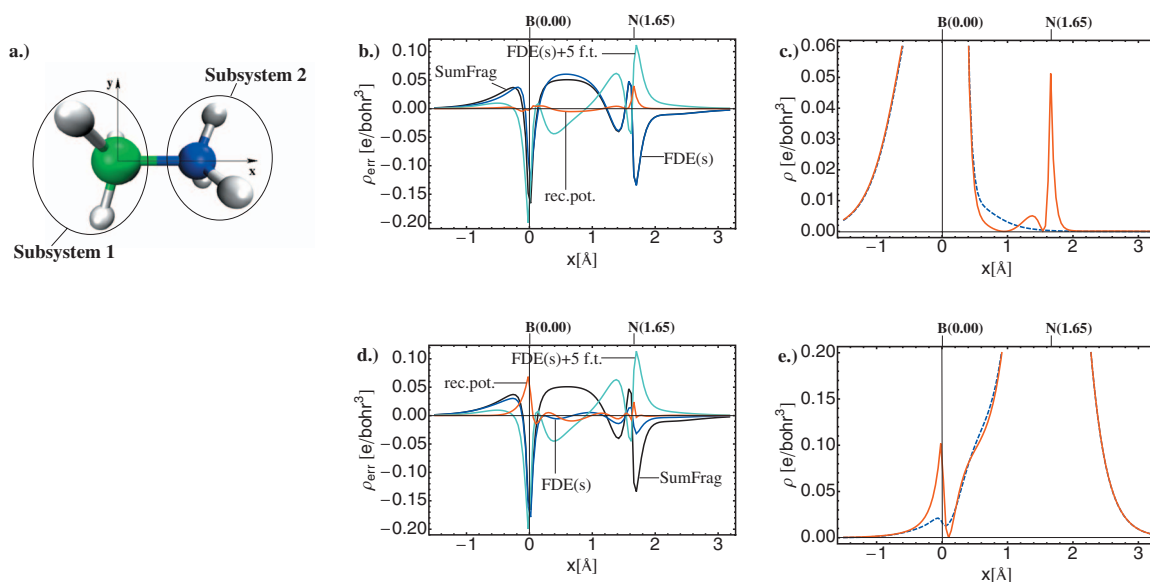 a.)
y
x
Subsystem 1
Subsystem 2
B(0.00) N(1.65)
b.)
ρerr [e/bohr³]
0.10
0.05
0.00
−0.05
−0.10
−0.15
−0.20
SumFrag
FDE(s)+5 f.t.
FDE(s)
rec.pot.
−1 0 1 2 3
x[Å]
B(0.00) N(1.65)
c.)
ρ [e/bohr³]
0.06
0.05
0.04
0.03
0.02
0.01
0.00
−1 0 1 2 3
x[Å]
B(0.00) N(1.65)
d.)
ρerr [e/bohr³]
0.10
0.05
0.00
−0.05
−0.10
−0.15
−0.20
FDE(s)+5 f.t.
rec.pot.
FDE(s)
SumFrag
−1 0 1 2 3
x[Å]
B(0.00) N(1.65)
e.)
ρ [e/bohr³]
0.20
0.15
0.10
0.05
0.00
−1 0 1 2 3
x[Å]